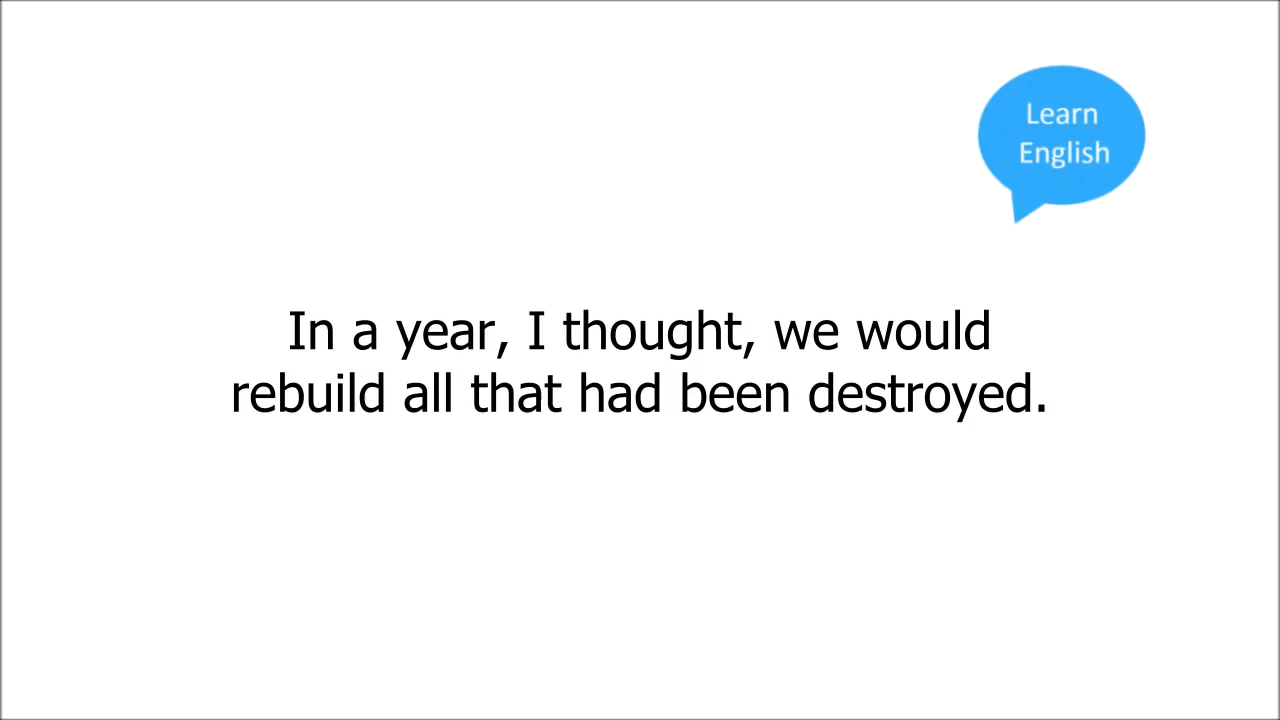 Learn
English
In a year, I thought, we would
rebuild all that had been destroyed.